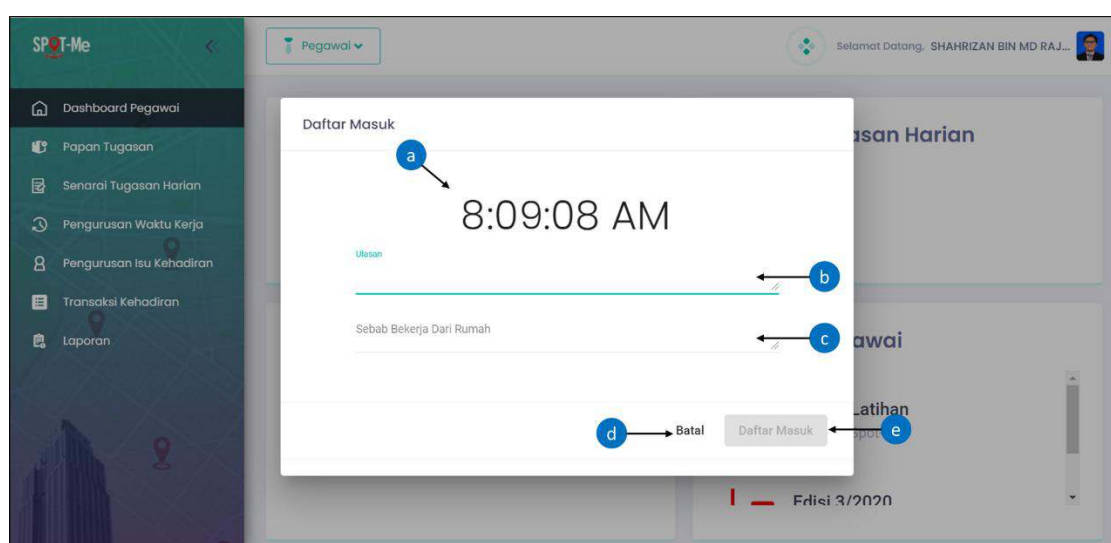 SPOT-Me
Pegawai
Selamat Datang, SHAHRIZAN BIN MD RAJ...
Dashboard Pegawai
Papan Tugasan
Senarai Tugasan Harian
Pengurusan Waktu Kerja
Pengurusan Isu Kehadiran
Transaksi Kehadiran
Laporan
Daftar Masuk
a
8:09:08 AM
Ulasan
b
Sebab Bekerja Dari Rumah
c
d
Batal
Daftar Masuk
e
asan Harian
awai
Latihan
Edisi 3/2020